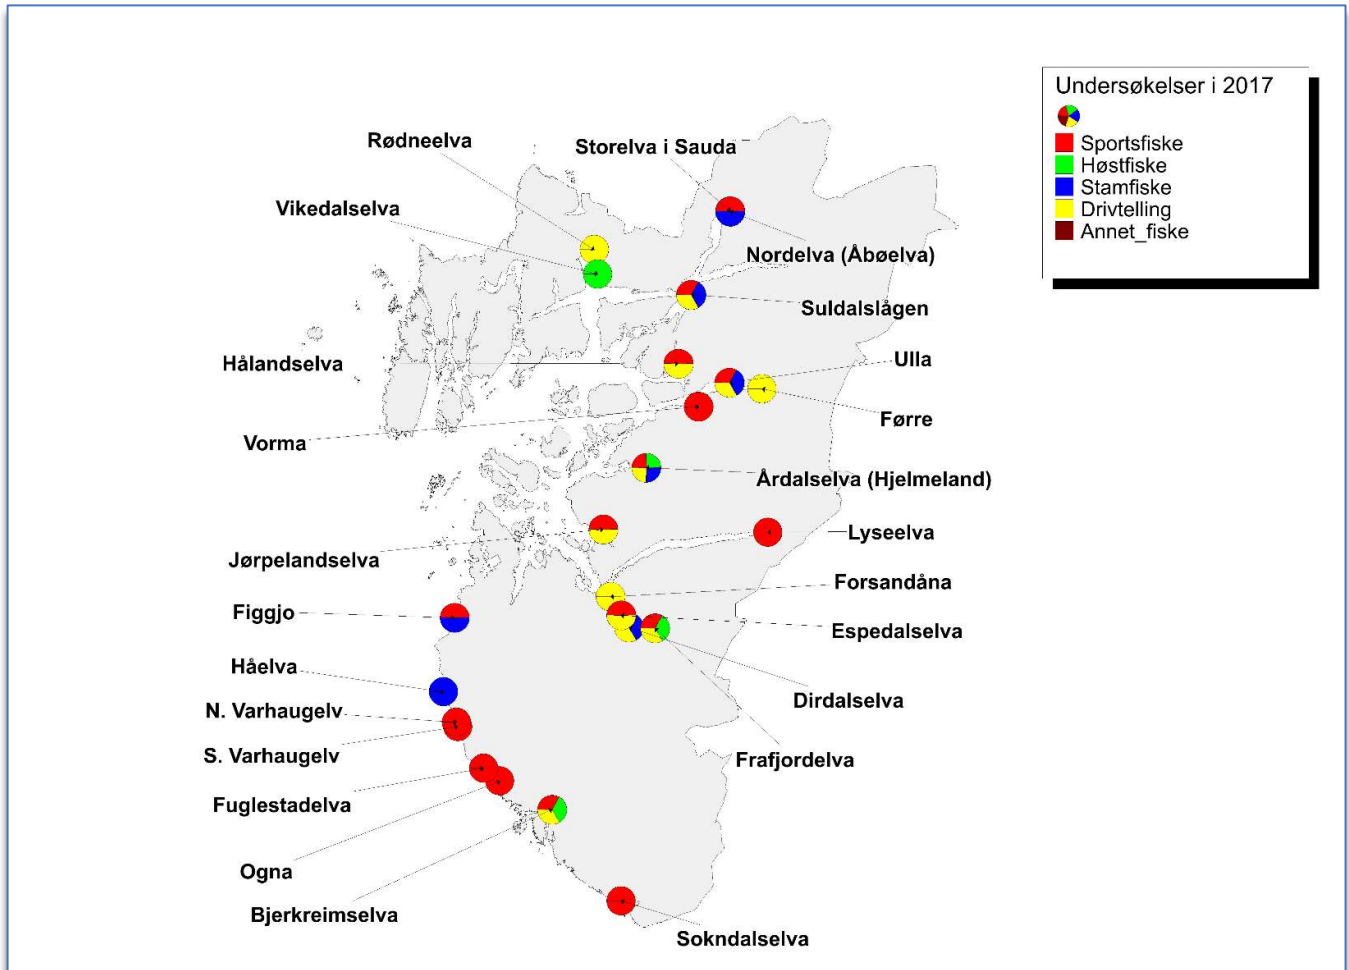 Undersøkelser i 2017
Sportsfiske
Høstfiske
Stamfiske
Drivtelling
Annet_fiske
Rødneelva
Storelva i Sauda
Vikedalselva
Nordelva (Åbøelva)
Suldalslågen
Hålandselva
Ulla
Førre
Vorma
Årdalselva (Hjelmeland)
Lyseelva
Jørpelandselva
Forsandåna
Figgjo
Espedalselva
Håelva
Dirdalselva
N. Varhaugelv
S. Varhaugelv
Frafjordelva
Fuglestadelva
Ogna
Bjerkreimselva
Sokndalselva